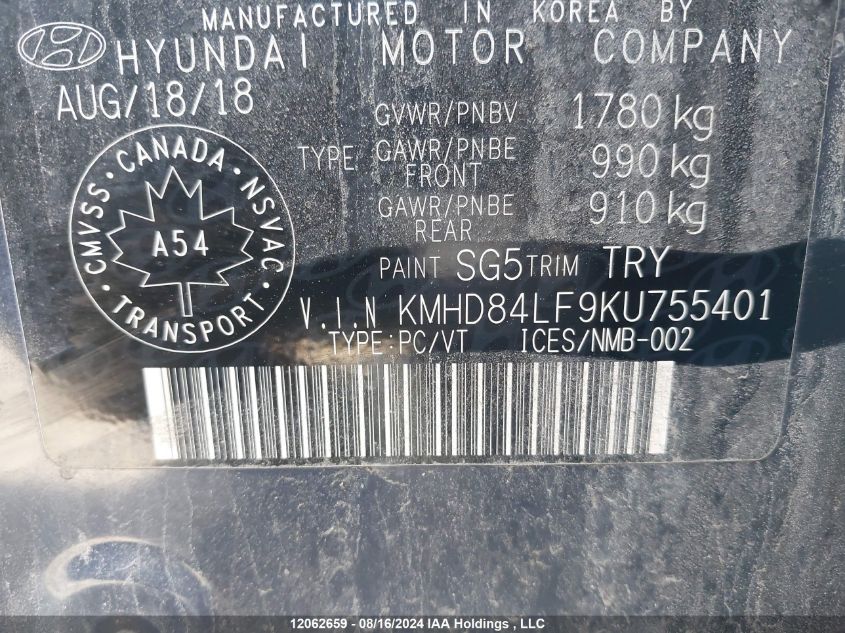 MANUFACTURED IN KOREA BY
HYUNDAI MOTOR COMPANY
AUG/18/18
GVWR/PNBV 1780 kg
TYPE GAWR/PNBE FRONT 990 kg
GAWR/PNBE REAR 910 kg
CMVSS · CANADA · NSVAC · TRANSPORT ·
A54
PAINT SG5 TRIM TRY
V.I.N KMHD84LF9KU755401
TYPE:PC/VT ICES/NMB-002
12062659 - 08/16/2024 IAA Holdings , LLC